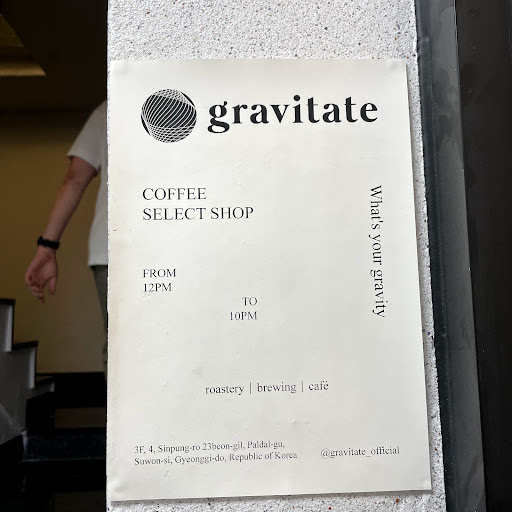 gravitate
COFFEE
SELECT SHOP
What's your gravity
FROM
12PM
TO
10PM
roastery | brewing | café
3F, 4, Sinpung-ro 23beon-gil, Paldal-gu,
Suwon-si, Gyeonggi-do, Republic of Korea
@gravitate_official